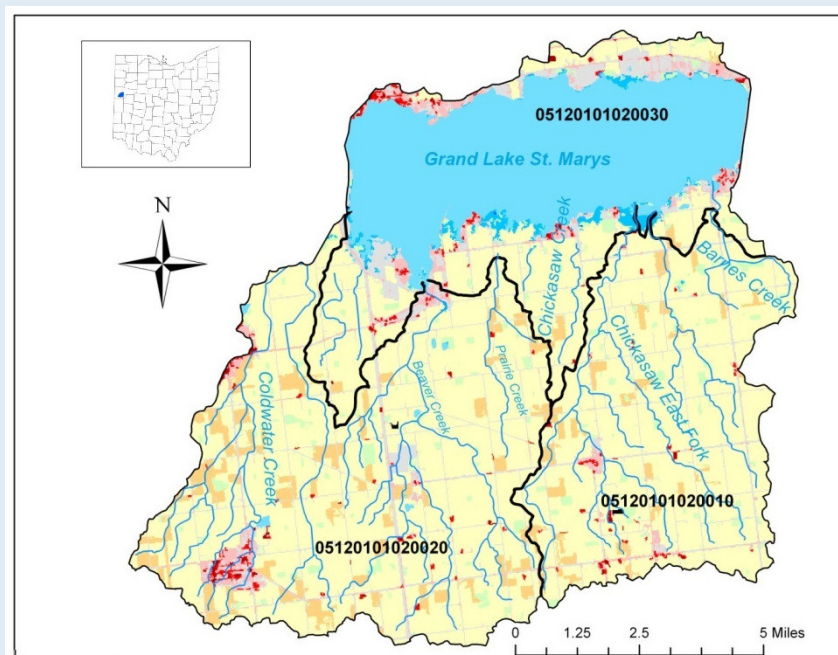 05120101020030
Grand Lake St. Marys
N
Chickasaw Creek
Barnes Creek
Coldwater Creek
Beaver Creek
Prairie Creek
Chickasaw East Fork
05120101020010
05120101020020
0 1.25 2.5 5 Miles